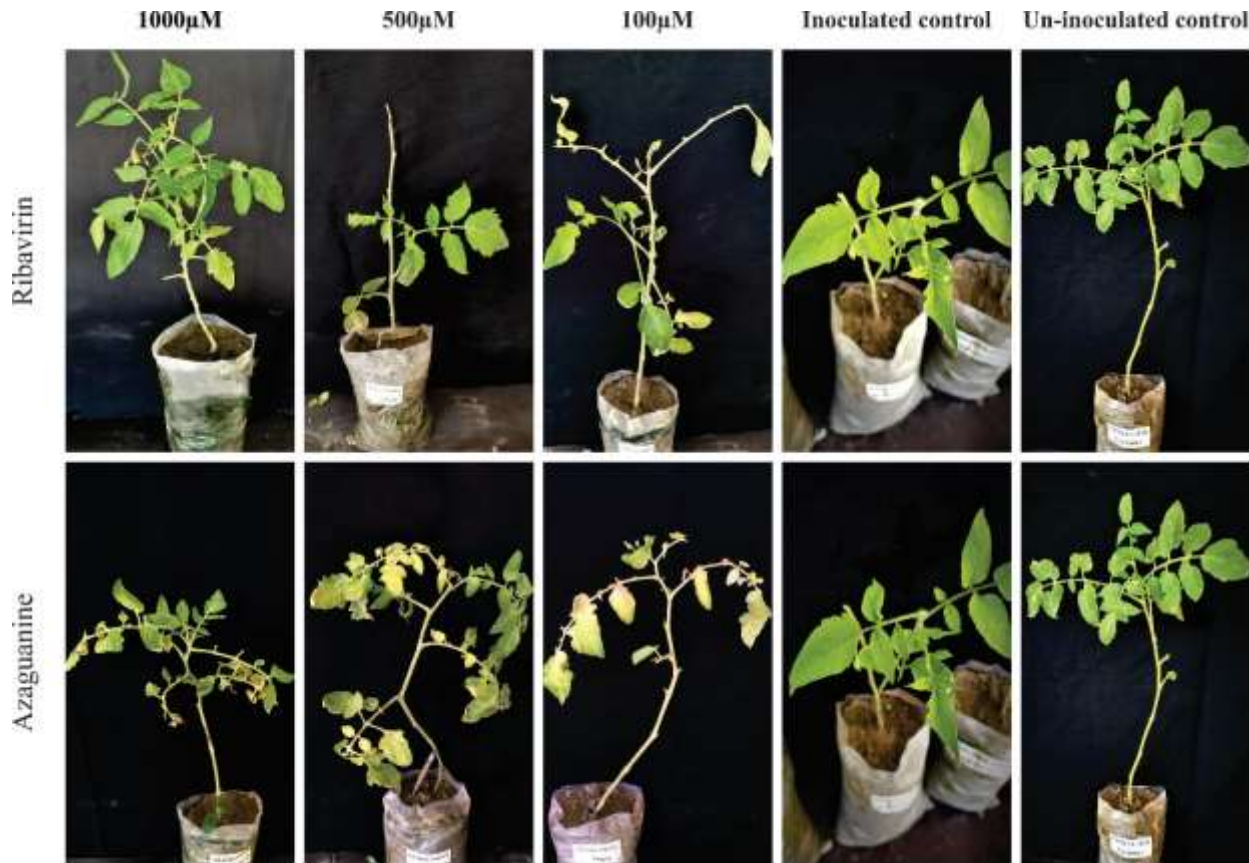 1000µM 500µM 100µM Inoculated control Un-inoculated control
Ribavirin
Azaguanine